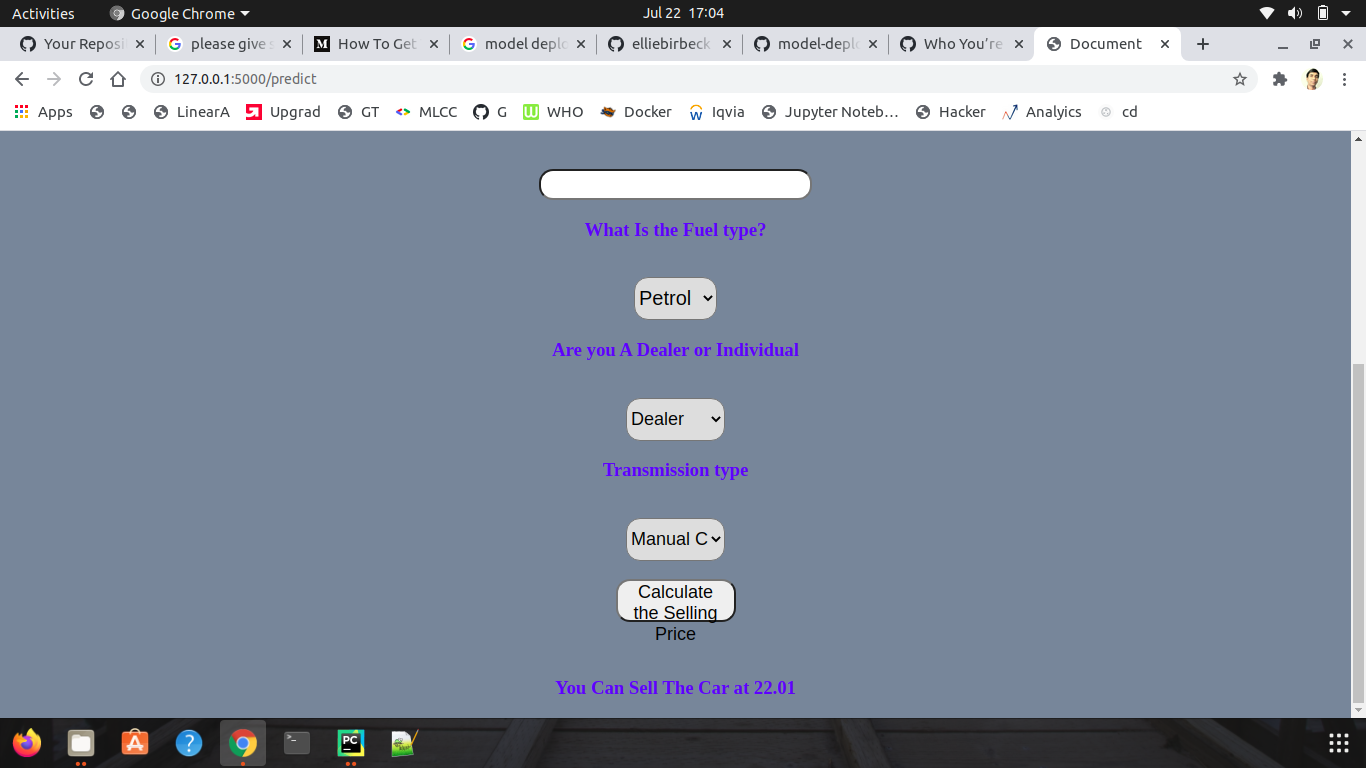 Activities Google Chrome Jul 22 17:04
Your Reposi please give s How To Get model deplo elliebirbeck model-deplo Who You're Document
127.0.0.1:5000/predict
Apps LinearA Upgrad GT MLCC G WHO Docker Iqvia Jupyter Noteb… Hacker Analyics cd
What Is the Fuel type?
Petrol
Are you A Dealer or Individual
Dealer
Transmission type
Manual C
Calculate
the Selling
Price
You Can Sell The Car at 22.01